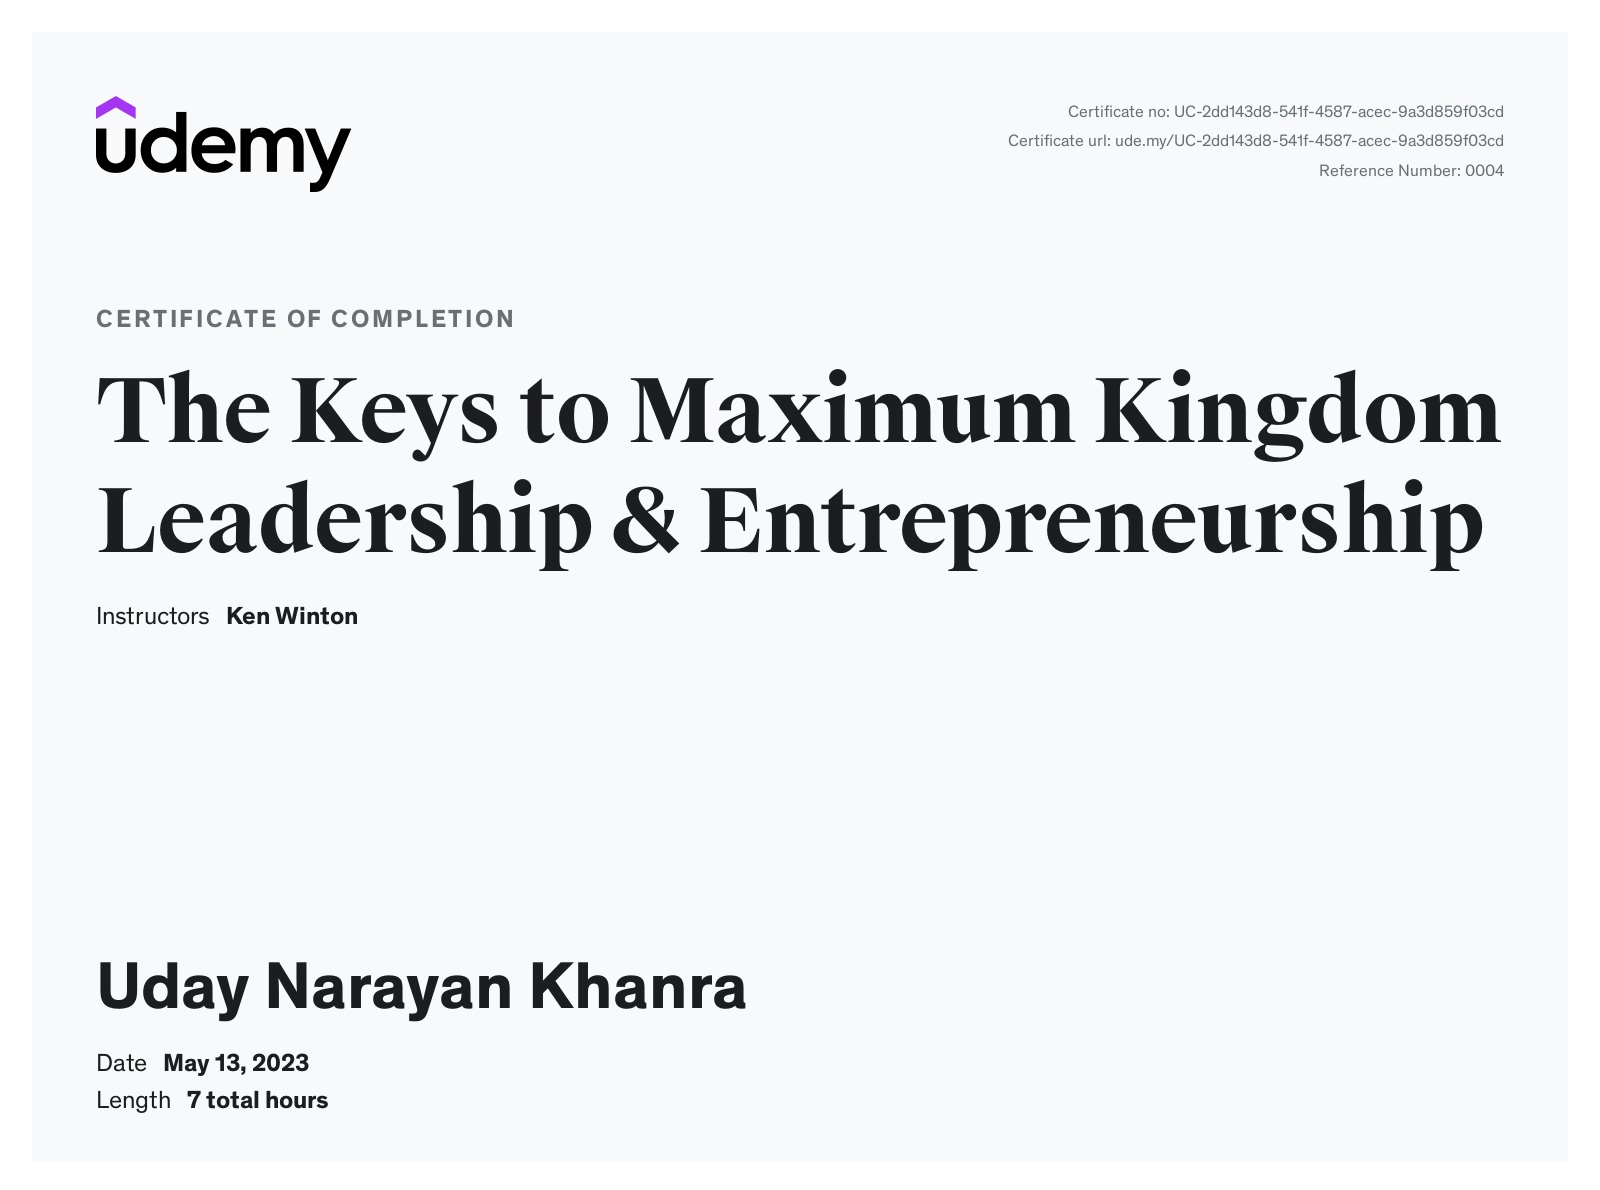 udemy
Certificate no: UC-2dd143d8-541f-4587-acec-9a3d859f03cd
Certificate url: ude.my/UC-2dd143d8-541f-4587-acec-9a3d859f03cd
Reference Number: 0004
CERTIFICATE OF COMPLETION
The Keys to Maximum Kingdom
Leadership & Entrepreneurship
Instructors Ken Winton
Uday Narayan Khanra
Date May 13, 2023
Length 7 total hours